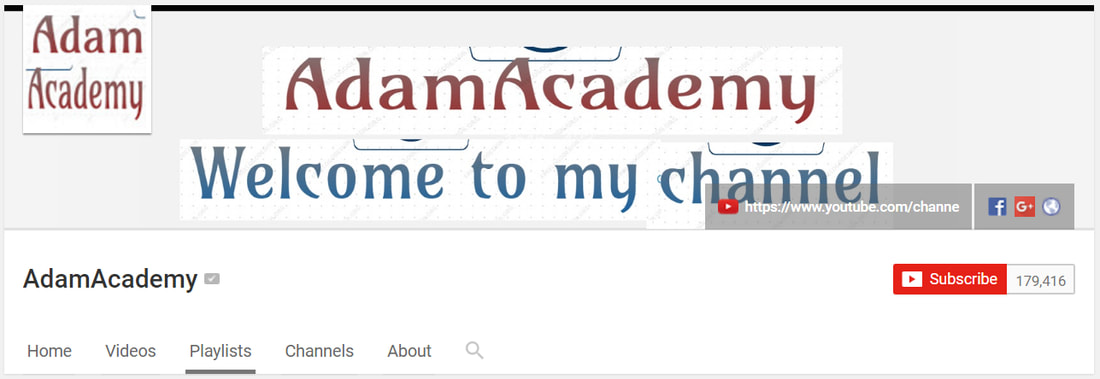 Adam
Academy
AdamAcademy
Welcome to my channel
https://www.youtube.com/channe
AdamAcademy
Subscribe 179,416
Home Videos Playlists Channels About